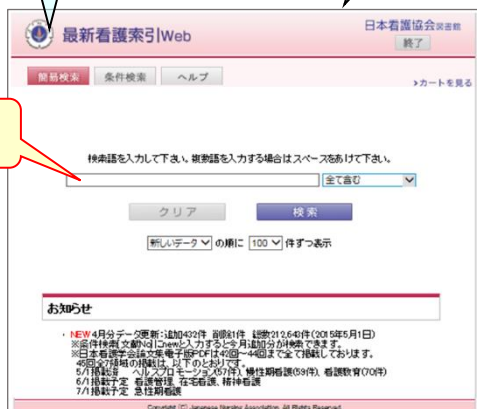 最新看護索引Web
日本看護協会図書館
終了
簡易検索 条件検索 ヘルプ
›カートを見る
検索語を入力して下さい。複数語を入力する場合はスペースをあけて下さい。
全て含む
クリア 検索
新しいデータ の順に 100 件ずつ表示
お知らせ
・NEW 4月分データ更新:追加432件 削除1件 総数212,643件(2015年5月1日)
※条件検索[文献No]にnewと入力すると今月追加分が検索できます。
※日本看護学会論文集電子版PDFは42回~44回まで全て掲載しております。
45回全7領域の掲載は、以下のとおりです。
5/1掲載済 ヘルスプロモーション(57件)、慢性期看護(59件)、看護教育(70件)
6/1掲載予定 看護管理、在宅看護、精神看護
7/1掲載予定 急性期看護
Copyright (C) Japanese Nursing Association. All Rights Reserved.